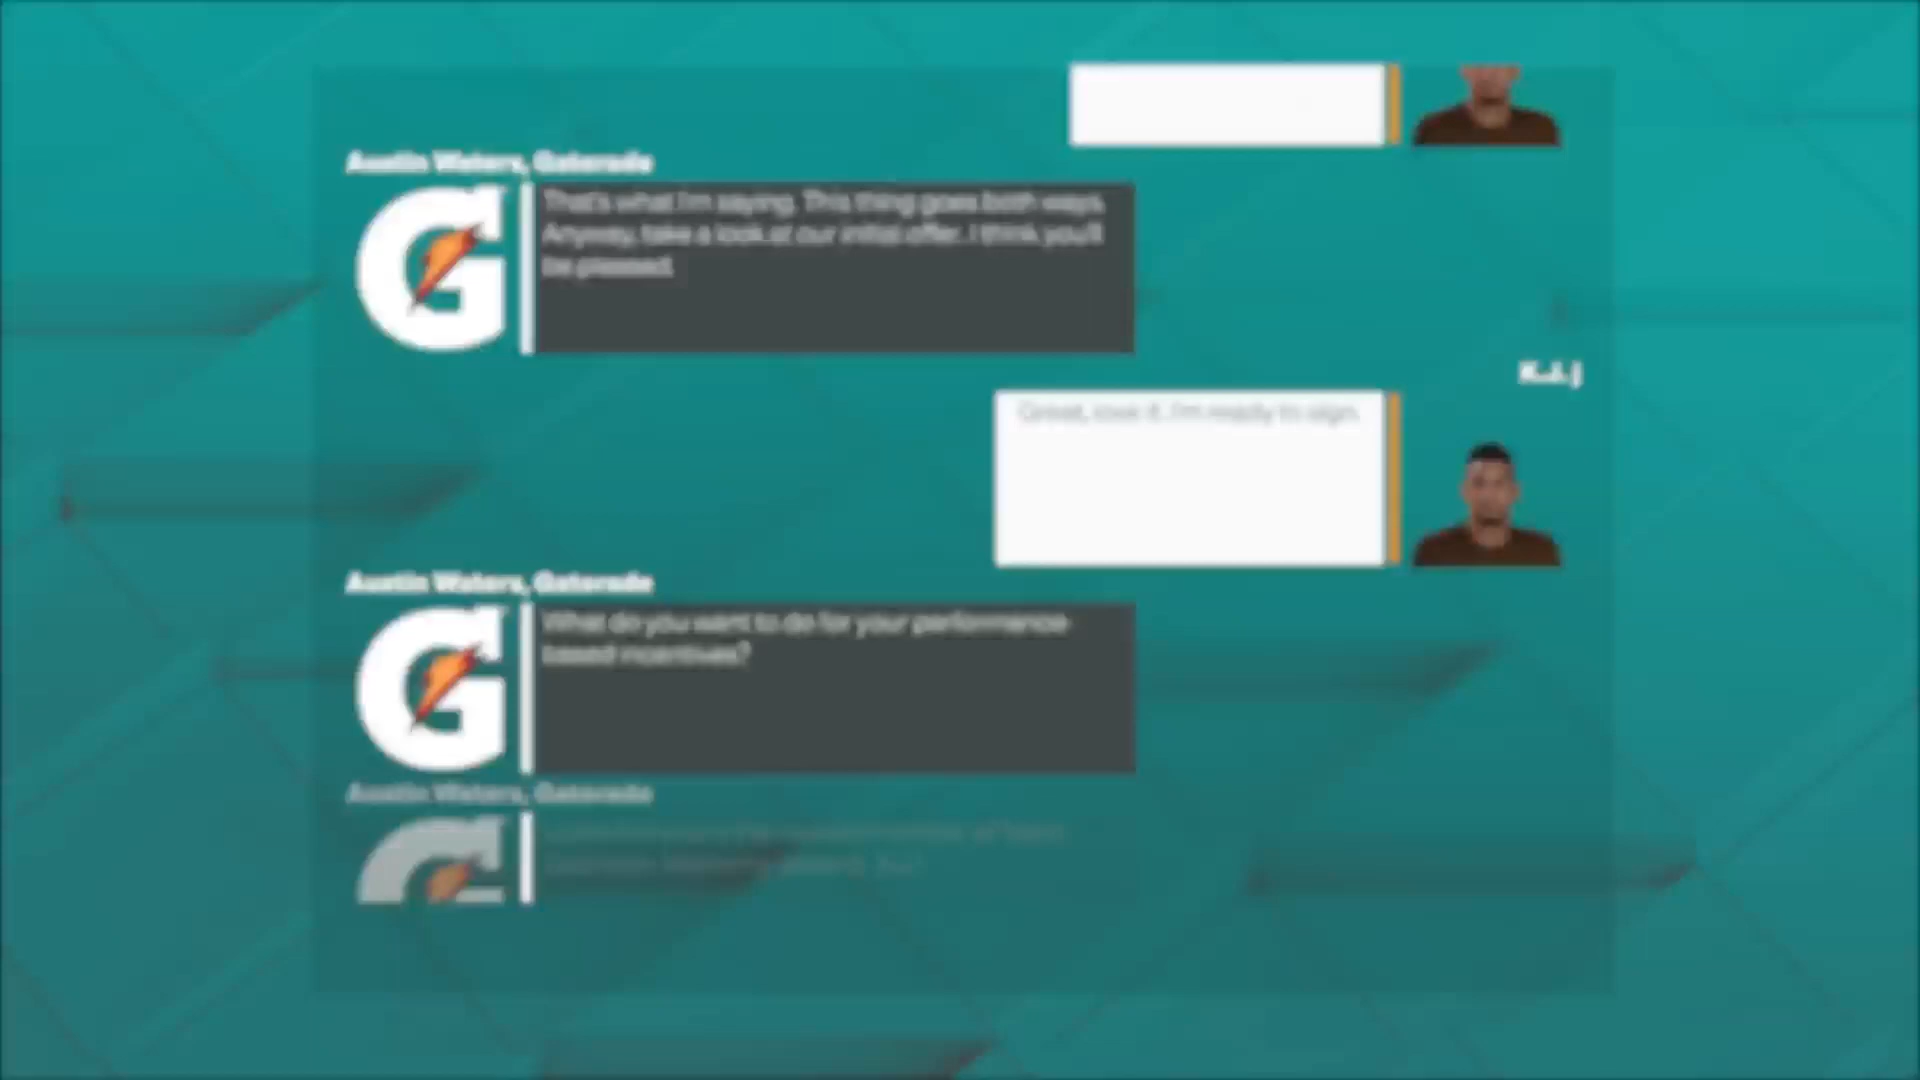 Austin Waters, Gatorade
That's what I'm saying. This thing goes both ways.
Anyway, take a look at our initial offer. I think you'll
be pleased.
K.J. J
Great, love it. I'm ready to sign.
Austin Waters, Gatorade
What do you want to do for your performance-
based incentives?
Austin Waters, Gatorade